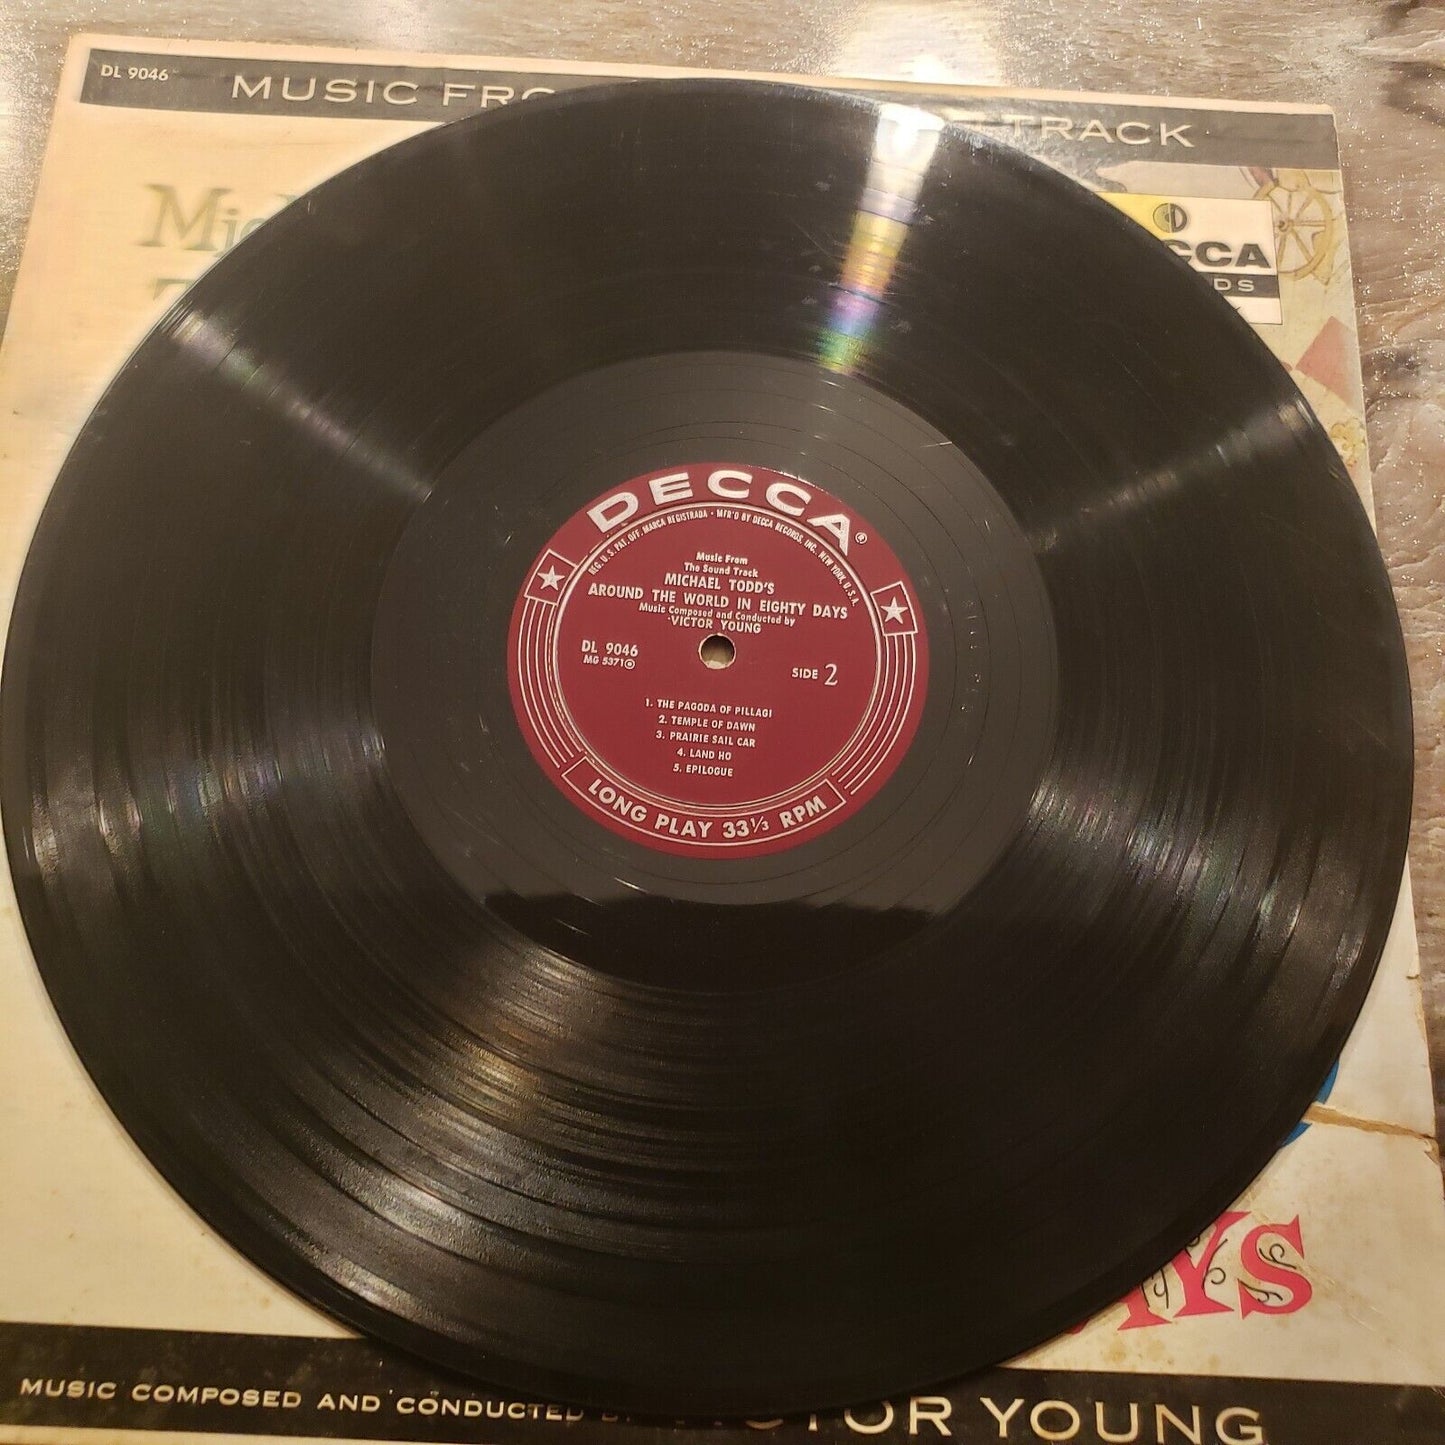 DL 9046
MUSIC TRACK
CCA
DS
DECCA®
REG. U.S. PAT. OFF. MARCA REGISTRADA • MFR'D BY DECCA RECORDS, INC., NEW YORK, U.S.A.
Music From
The Sound Track
MICHAEL TODD'S
AROUND THE WORLD IN EIGHTY DAYS
Music Composed and Conducted by
VICTOR YOUNG
DL 9046
MG 5371
SIDE 2
1. THE PAGODA OF PILLAGI
2. TEMPLE OF DAWN
3. PRAIRIE SAIL CAR
4. LAND HO
5. EPILOGUE
LONG PLAY 33⅓ RPM
YS
MUSIC COMPOSED AND CONDUCTED YOUNG